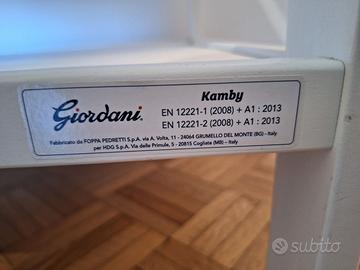 Giordani
Kamby
EN 12221-1 (2008) + A1 : 2013
EN 12221-2 (2008) + A1 : 2013
Fabbricato da FOPPA PEDRETTI S.p.A. via A. Volta, 11 - 24064 GRUMELLO DEL MONTE (BG) - Italy
per HDG S.p.A. Via delle Primule, 5 - 20815 Cogliate (MB) - Italy
subito